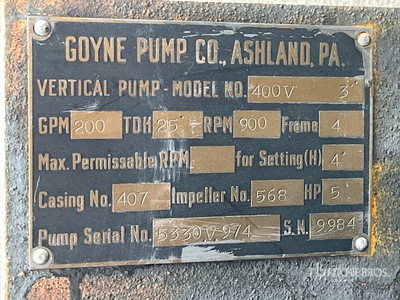 GOYNE PUMP CO., ASHLAND, PA.
VERTICAL PUMP - MODEL NO. 400V 3"
GPM 200 TDH 25' RPM 900 Frame 4
Max. Permissable RPM for Setting(H) 4'
Casing No. 407 Impeller No. 568 HP 5
Pump Serial No. 5330V974 S.N. 9984
RITCHIE BROS.